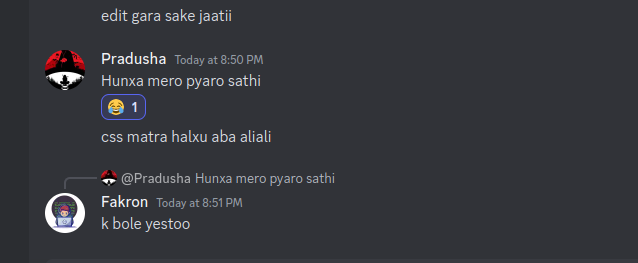 edit gara sake jaatii
Pradusha Today at 8:50 PM
Hunxa mero pyaro sathi
😂 1
css matra halxu aba aliali
@Pradusha Hunxa mero pyaro sathi
Fakron Today at 8:51 PM
k bole yestoo